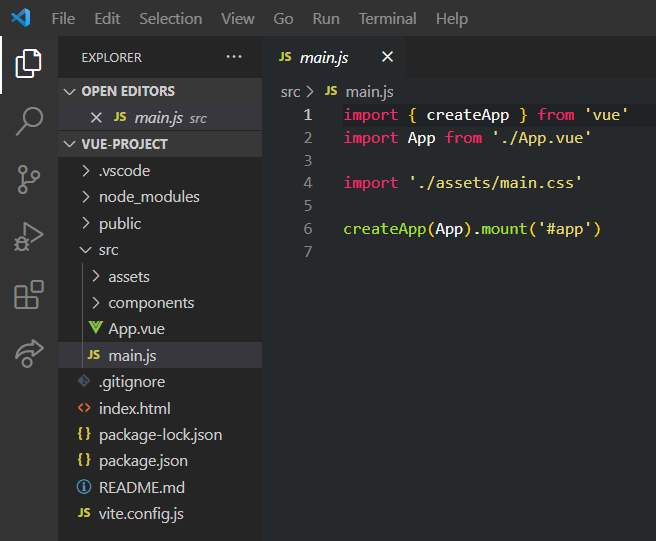 File Edit Selection View Go Run Terminal Help
EXPLORER ···
OPEN EDITORS
JS main.js src
VUE-PROJECT
.vscode
node_modules
public
src
assets
components
App.vue
JS main.js
.gitignore
<> index.html
{} package-lock.json
{} package.json
README.md
JS vite.config.js
JS main.js
src > JS main.js
1 import { createApp } from 'vue'
2 import App from './App.vue'
3
4 import './assets/main.css'
5
6 createApp(App).mount('#app')
7